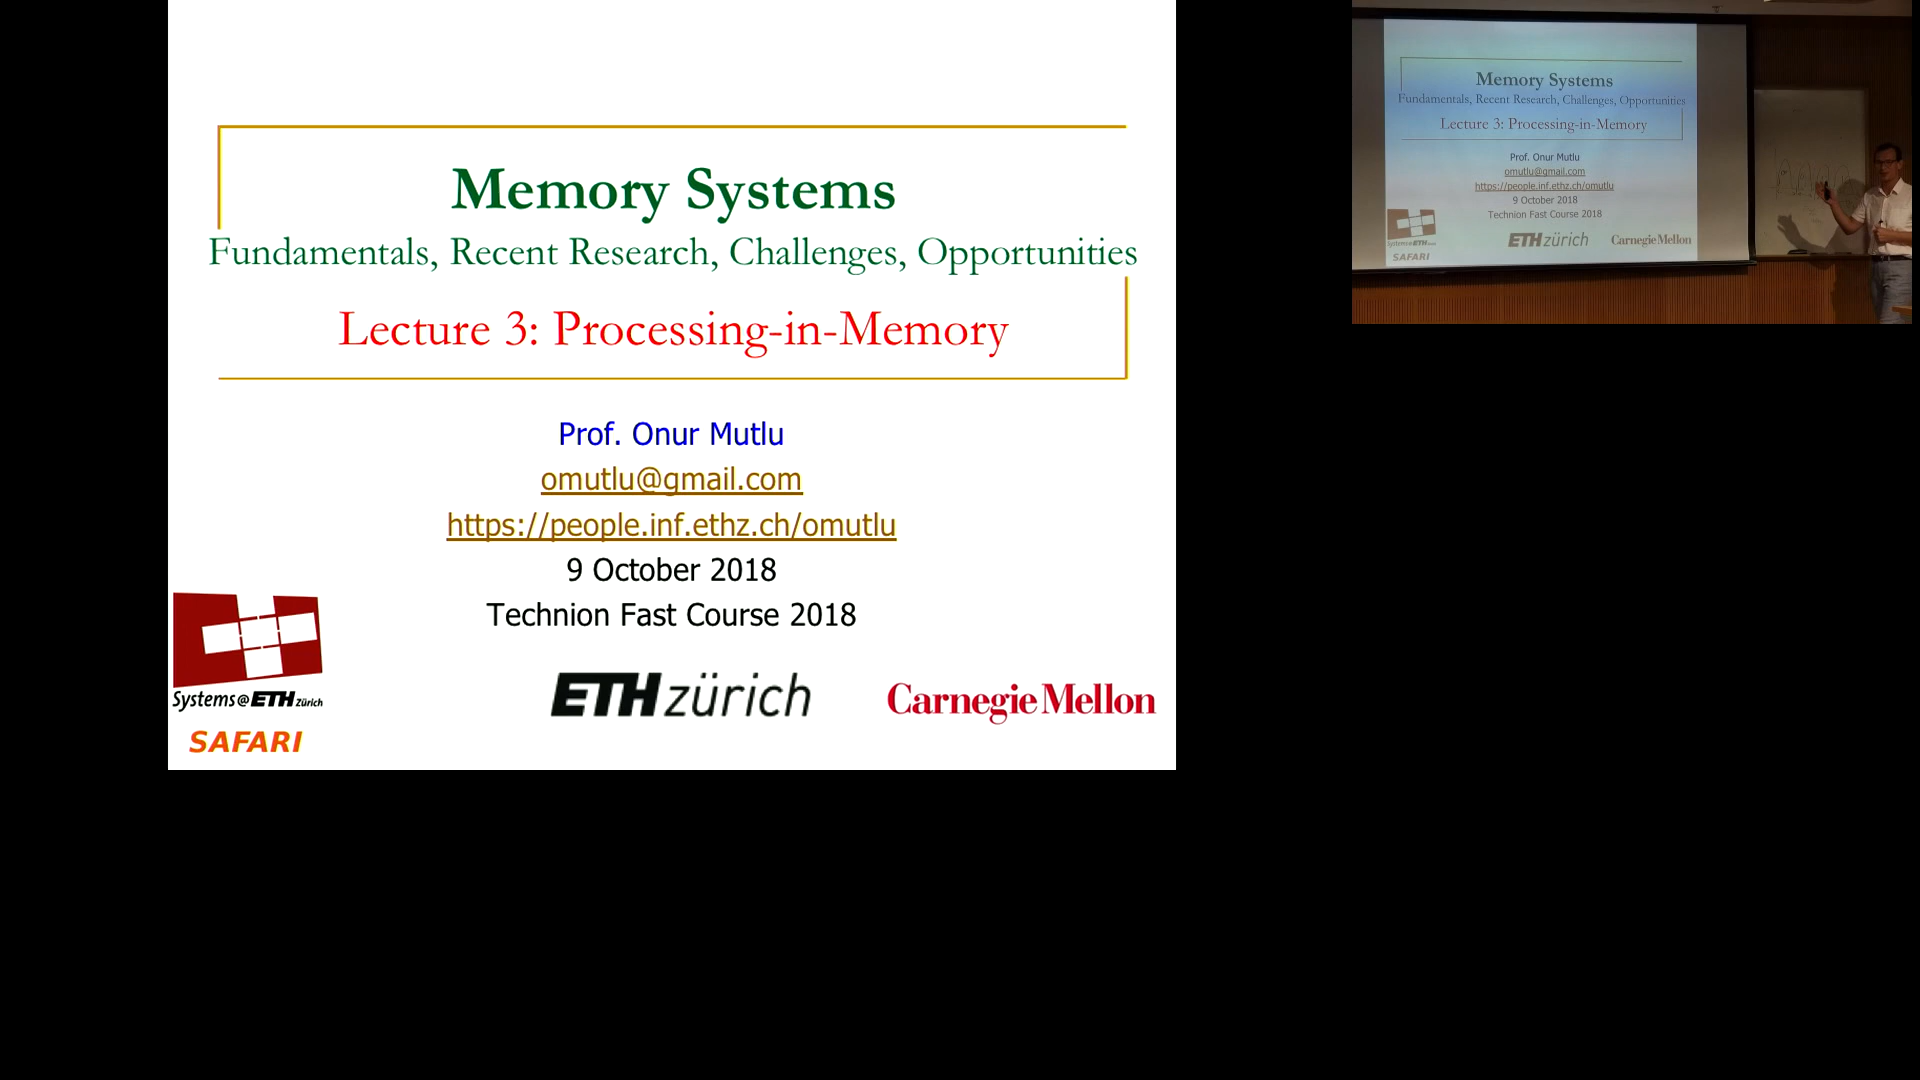 Memory Systems
Fundamentals, Recent Research, Challenges, Opportunities
Lecture 3: Processing-in-Memory
Prof. Onur Mutlu
omutlu@gmail.com
https://people.inf.ethz.ch/omutlu
9 October 2018
Technion Fast Course 2018
Systems@ETH zürich
SAFARI
ETH zürich
Carnegie Mellon
Memory Systems
Fundamentals, Recent Research, Challenges, Opportunities
Lecture 3: Processing-in-Memory
Prof. Onur Mutlu
omutlu@gmail.com
https://people.inf.ethz.ch/omutlu
9 October 2018
Technion Fast Course 2018
Systems@ETH
SAFARI
ETH zürich
Carnegie Mellon